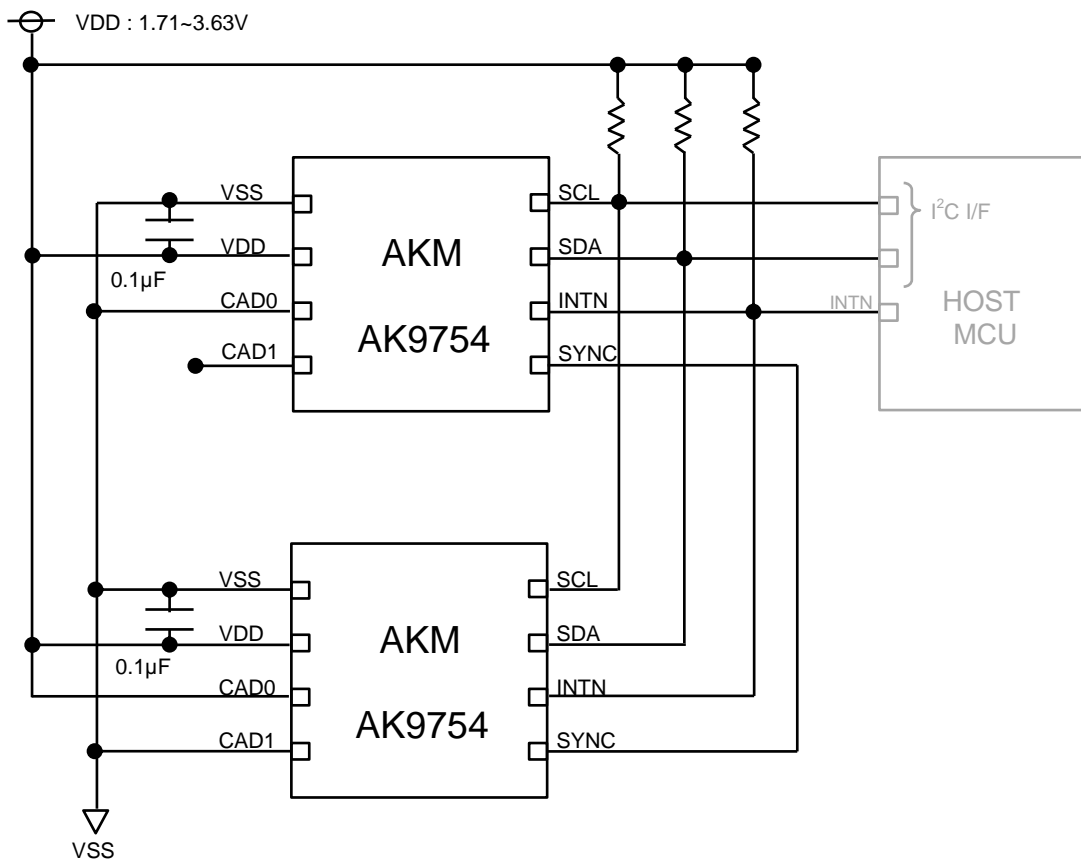 VDD : 1.71~3.63V
VSS
VDD
0.1µF
CAD0
CAD1
AKM
AK9754
SCL
SDA
INTN
SYNC
I²C I/F
INTN
HOST
MCU
VSS
VDD
0.1µF
CAD0
CAD1
AKM
AK9754
SCL
SDA
INTN
SYNC
VSS